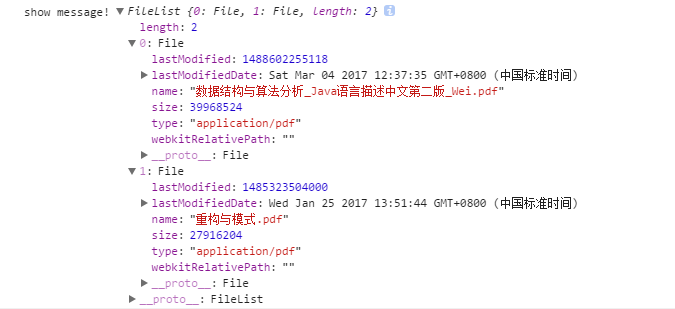 show message! ▼FileList {0: File, 1: File, length: 2} i
length: 2
▼0: File
lastModified: 1488602255118
▶lastModifiedDate: Sat Mar 04 2017 12:37:35 GMT+0800 (中国标准时间)
name: "数据结构与算法分析_Java语言描述中文第二版_Wei.pdf"
size: 39968524
type: "application/pdf"
webkitRelativePath: ""
▶__proto__: File
▼1: File
lastModified: 1485323504000
▶lastModifiedDate: Wed Jan 25 2017 13:51:44 GMT+0800 (中国标准时间)
name: "重构与模式.pdf"
size: 27916204
type: "application/pdf"
webkitRelativePath: ""
▶__proto__: File
▶__proto__: FileList